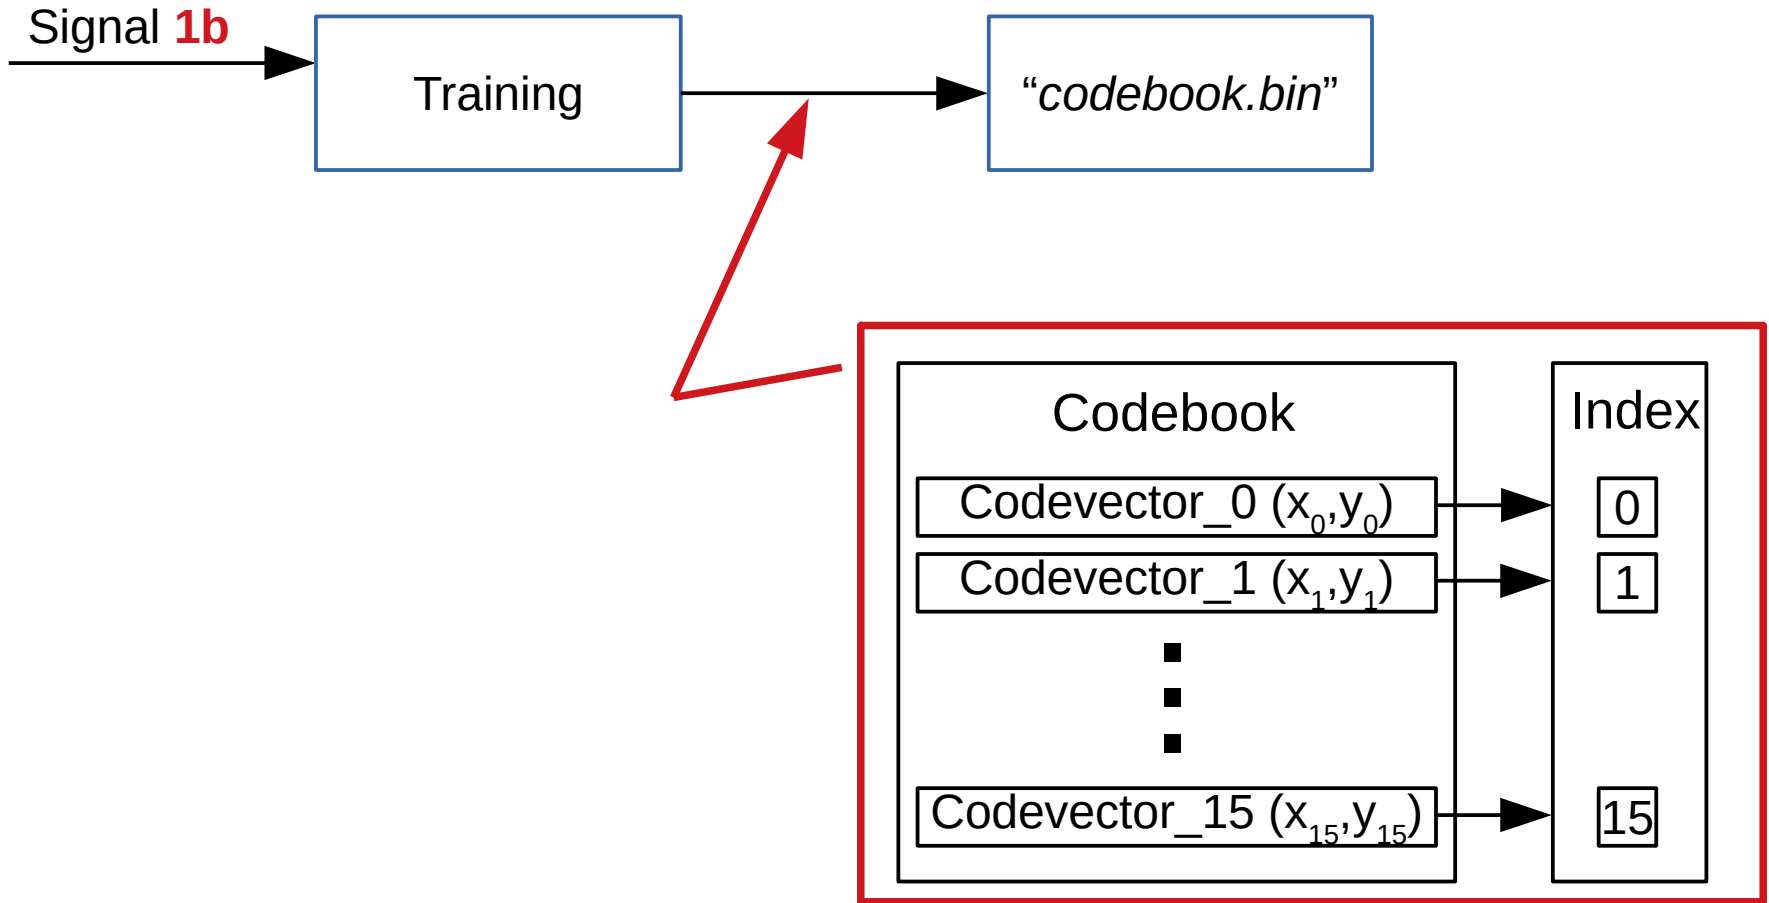 Signal 1b
Training
“codebook.bin”
Codebook
Index
Codevector_0 (x₀,y₀)
0
Codevector_1 (x₁,y₁)
1
Codevector_15 (x₁₅,y₁₅)
15